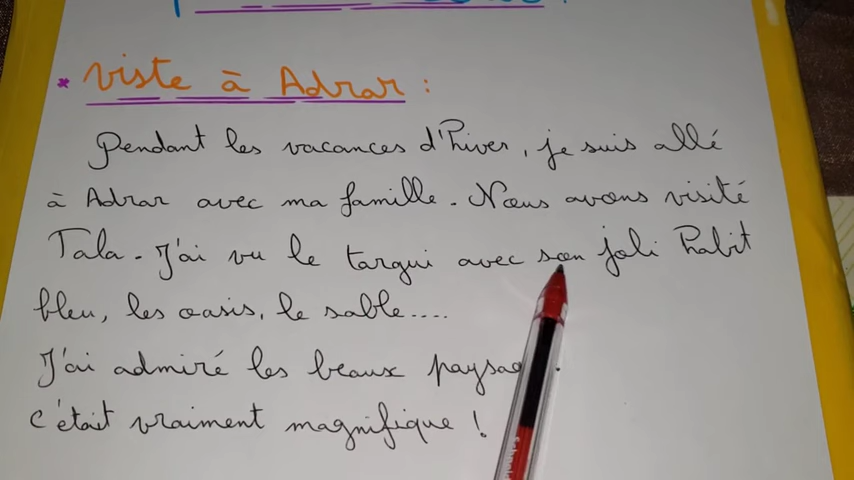 * viste à Adrar :
Pendant les vacances d'hiver, je suis allé
à Adrar avec ma famille. Nous avons visité
Tala. J'ai vu le targui avec son joli habit
bleu, les oasis, le sable....
J'ai admiré les beaux
c'était vraiment magnifique !